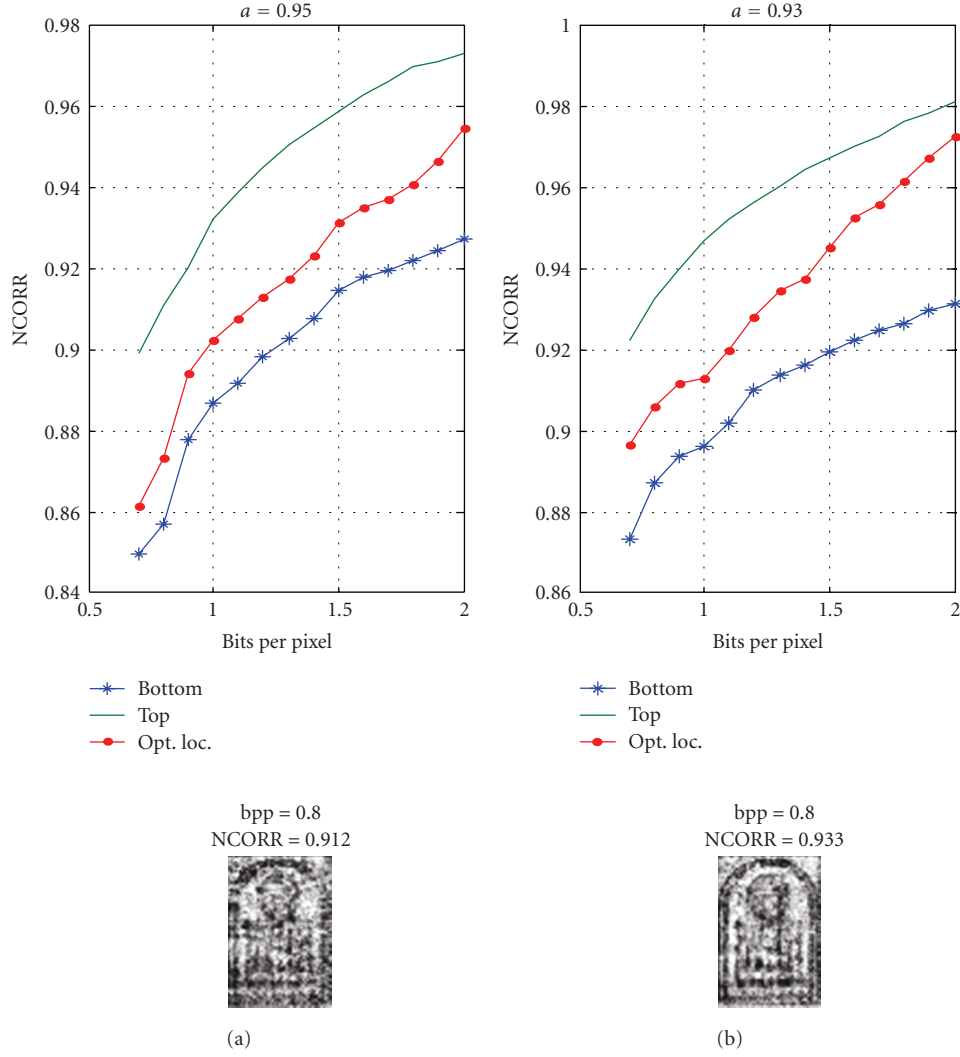 a = 0.95
0.98
0.96
0.94
0.92
0.9
0.88
0.86
0.84
NCORR
0.5
1
1.5
2
Bits per pixel
Bottom
Top
Opt. loc.
bpp = 0.8
NCORR = 0.912
(a)
a = 0.93
1
0.98
0.96
0.94
0.92
0.9
0.88
0.86
NCORR
0.5
1
1.5
2
Bits per pixel
Bottom
Top
Opt. loc.
bpp = 0.8
NCORR = 0.933
(b)